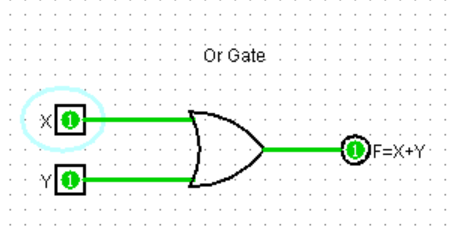 Or Gate
X 1
1 F=X+Y
Y 1